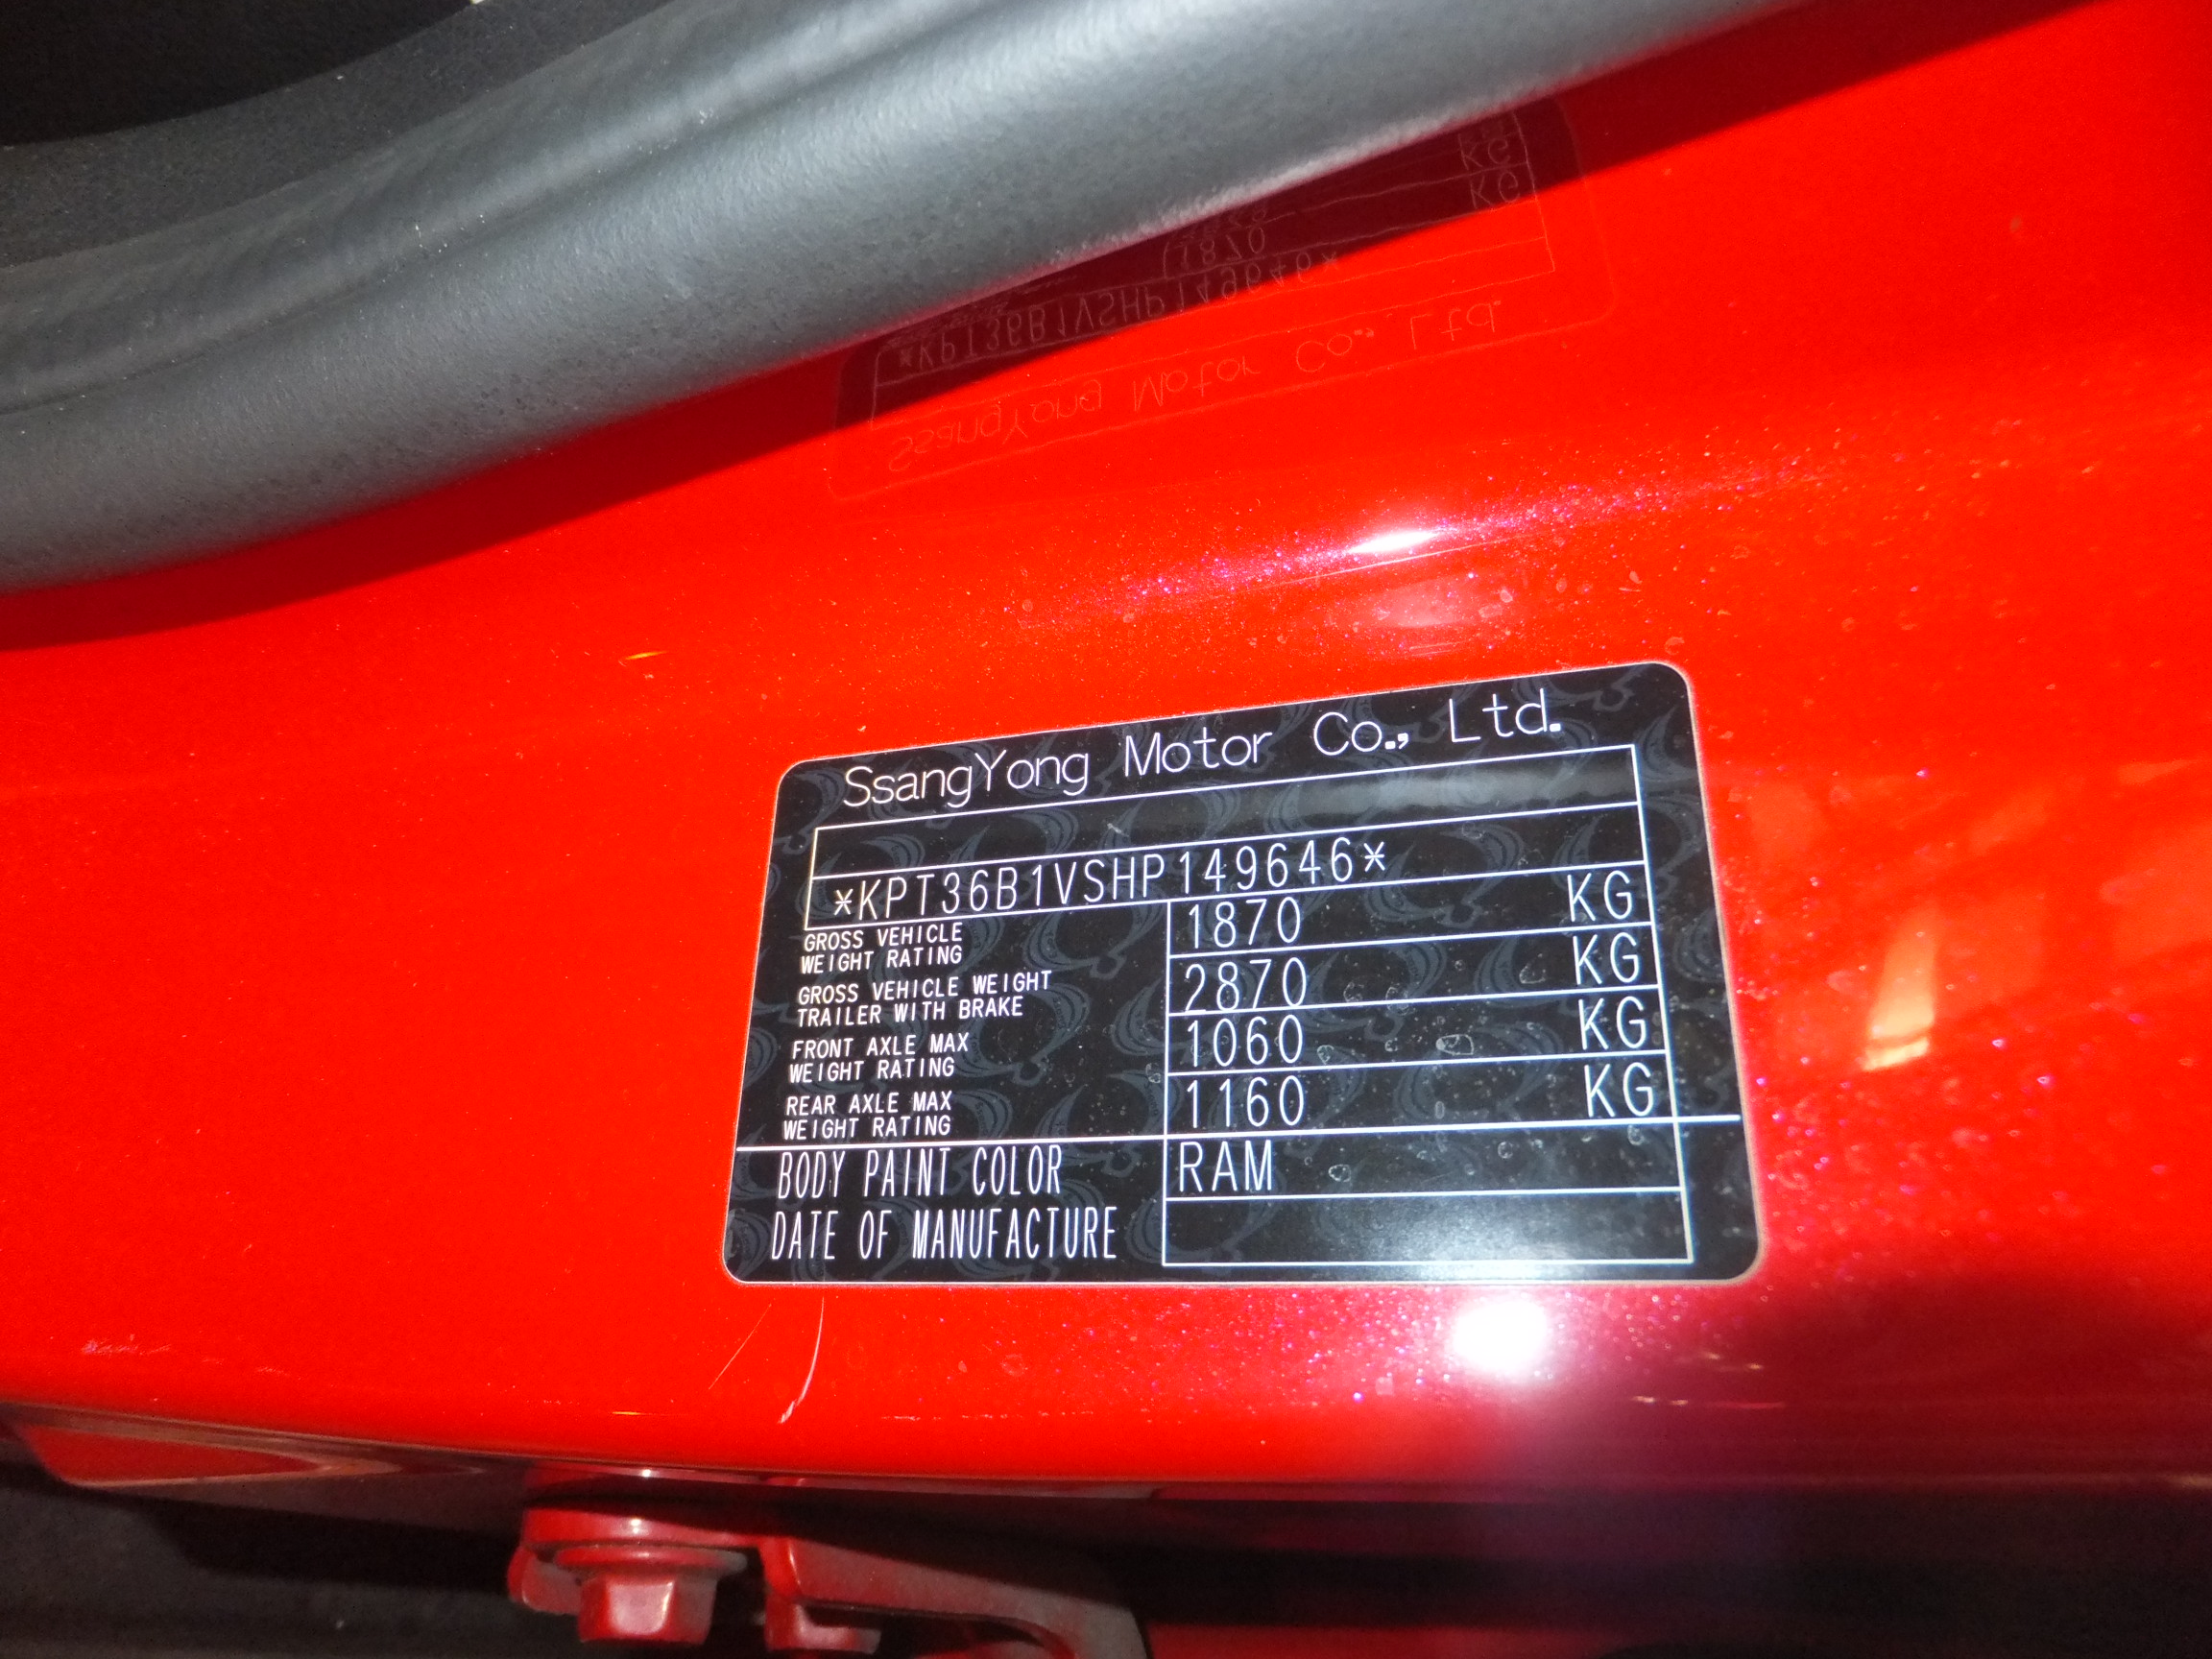 SsangYong Motor Co., Ltd.
*KPT36B1VSHP149646*
GROSS VEHICLE
WEIGHT RATING
1870 KG
GROSS VEHICLE WEIGHT
TRAILER WITH BRAKE
2870 KG
FRONT AXLE MAX
WEIGHT RATING
1060 KG
REAR AXLE MAX
WEIGHT RATING
1160 KG
BODY PAINT COLOR RAM
DATE OF MANUFACTURE